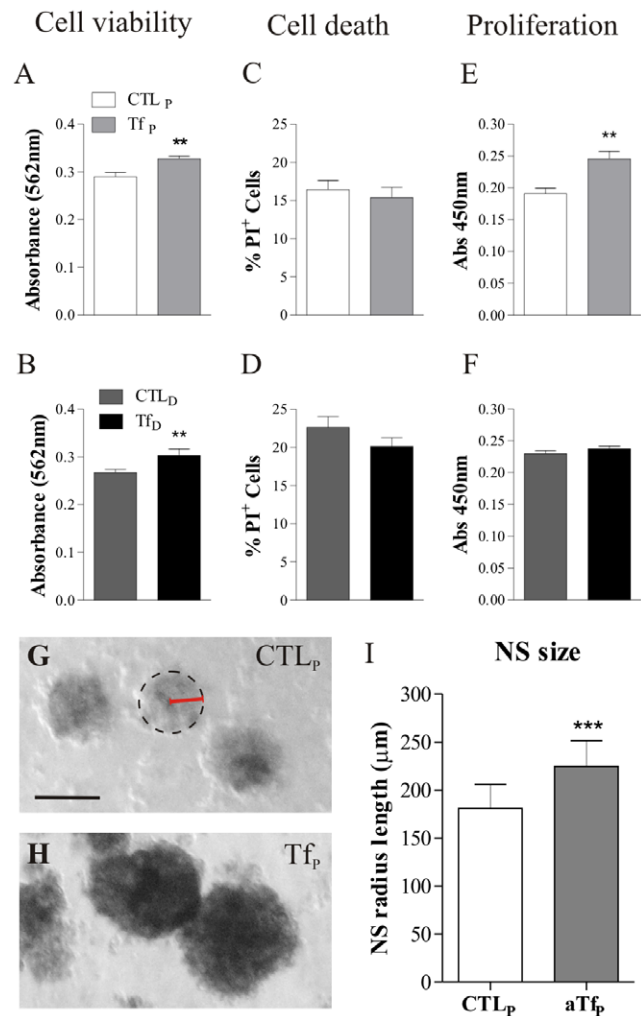 Cell viability
Cell death
Proliferation
A
CTL P
Tf P
Absorbance (562nm)
0.4
0.3
0.3
0.1
0.0
**
C
% PI+ Cells
25
20
15
10
5
0
E
Abs 450nm
0.30
0.25
0.20
0.15
0.10
0.05
0.00
**
B
CTLD
TfD
Absorbance (562nm)
0.4
0.3
0.3
0.1
0.0
**
D
% PI+ Cells
25
20
15
10
5
0
F
Abs 450nm
0.30
0.25
0.20
0.15
0.10
0.05
0.00
G
CTLP
H
TfP
I
NS size
NS radius length (μm)
300
250
200
150
100
50
0
***
CTLP
aTfP